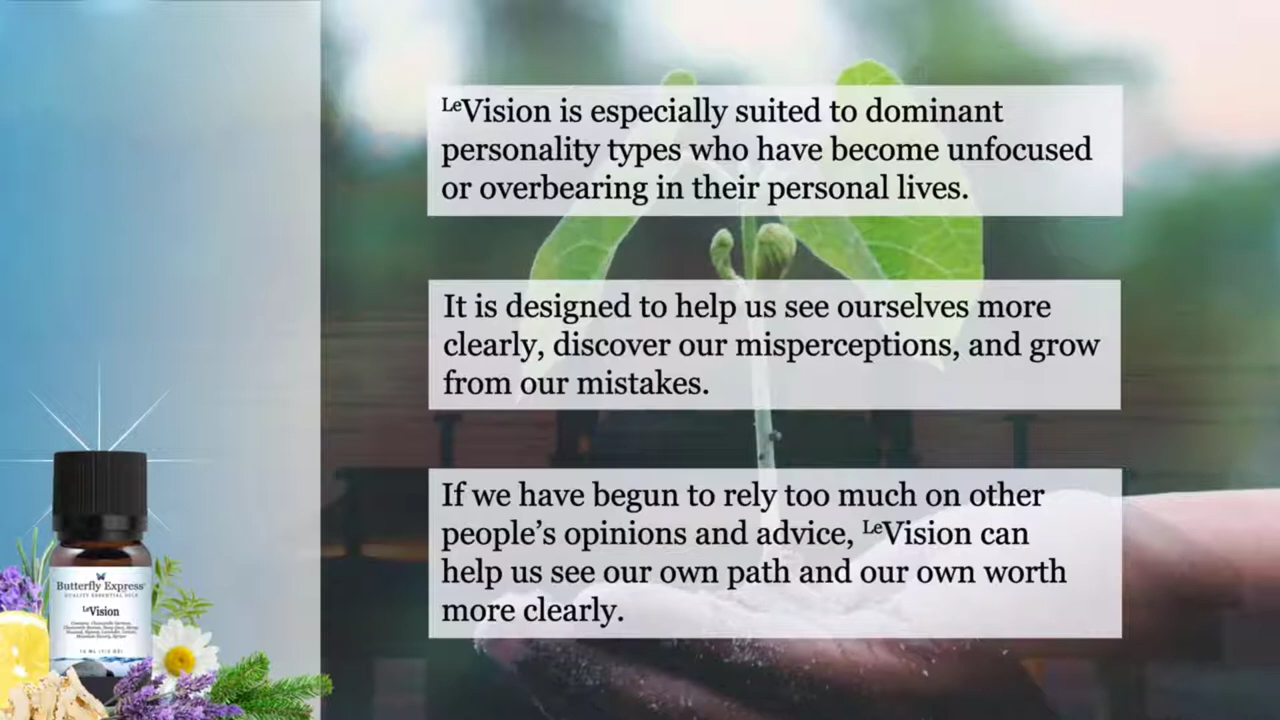 LeVision is especially suited to dominant
personality types who have become unfocused
or overbearing in their personal lives.
It is designed to help us see ourselves more
clearly, discover our misperceptions, and grow
from our mistakes.
If we have begun to rely too much on other
people’s opinions and advice, LeVision can
help us see our own path and our own worth
more clearly.
Butterfly Express
QUALITY ESSENTIAL OILS
LeVision